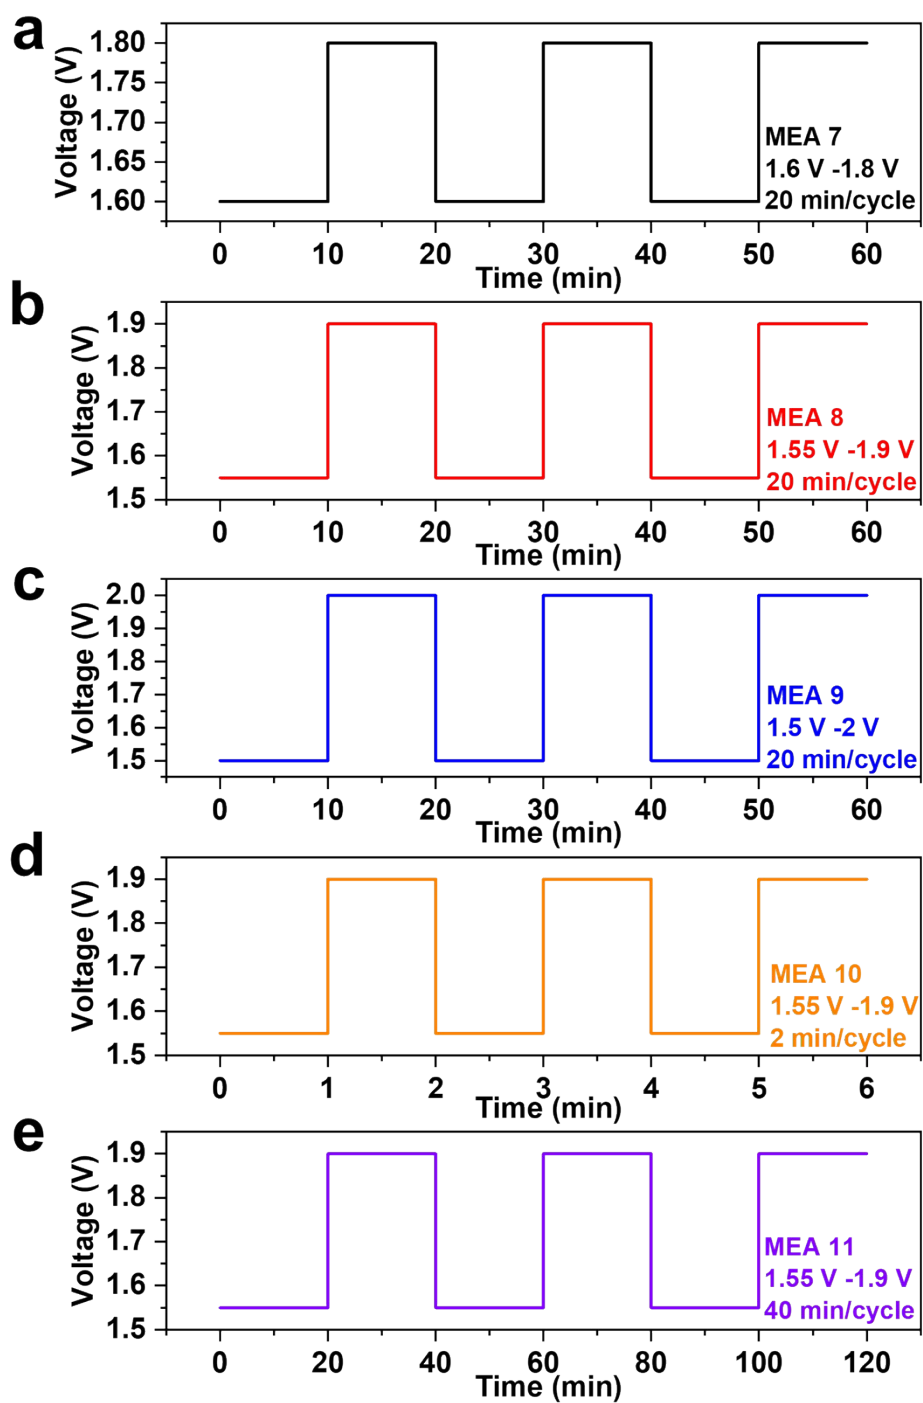 a
Voltage (V)
1.80
1.75
1.70
1.65
1.60
MEA 7
1.6 V -1.8 V
20 min/cycle
0 10 20 30 40 50 60
Time (min)
b
Voltage (V)
1.9
1.8
1.7
1.6
1.5
MEA 8
1.55 V -1.9 V
20 min/cycle
0 10 20 30 40 50 60
Time (min)
c
Voltage (V)
2.0
1.9
1.8
1.7
1.6
1.5
MEA 9
1.5 V -2 V
20 min/cycle
0 10 20 30 40 50 60
Time (min)
d
Voltage (V)
1.9
1.8
1.7
1.6
1.5
MEA 10
1.55 V -1.9 V
2 min/cycle
0 1 2 3 4 5 6
Time (min)
e
Voltage (V)
1.9
1.8
1.7
1.6
1.5
MEA 11
1.55 V -1.9 V
40 min/cycle
0 20 40 60 80 100 120
Time (min)